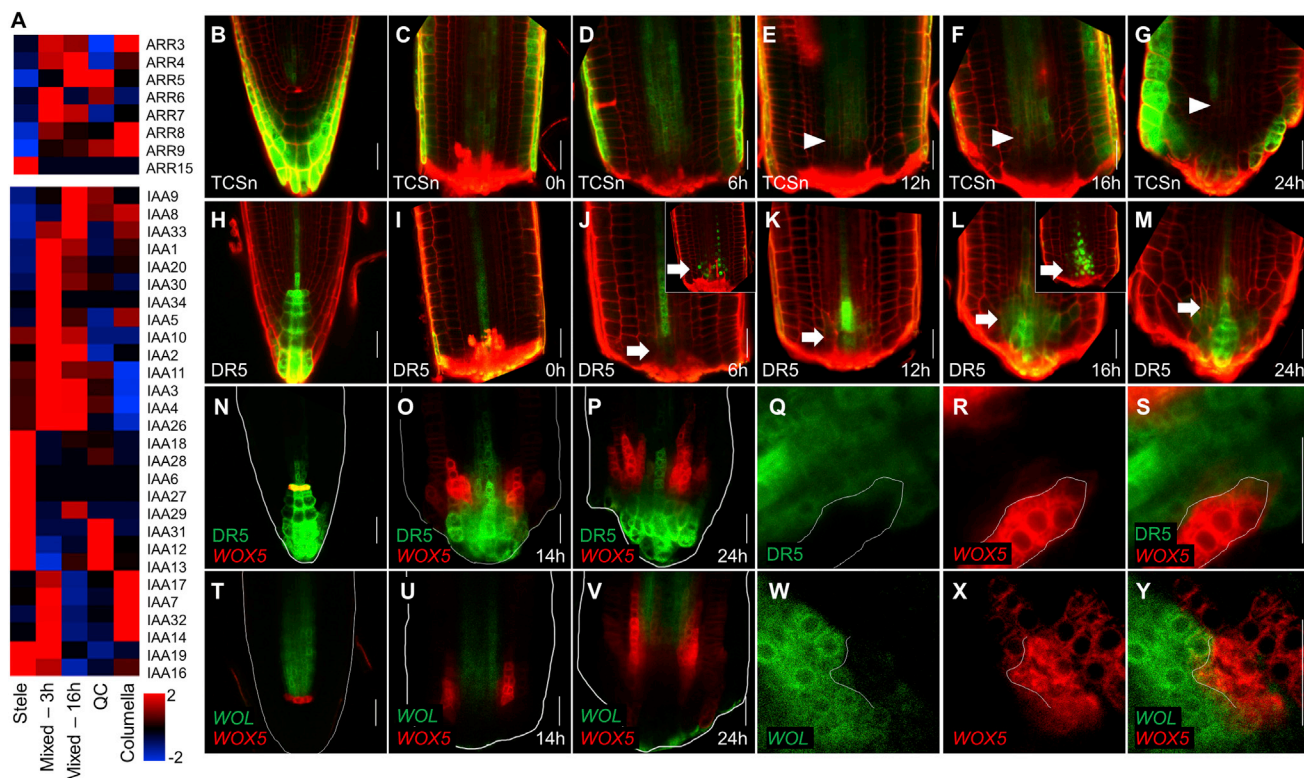 A
ARR3
ARR4
ARR5
ARR6
ARR7
ARR8
ARR9
ARR15
IAA9
IAA8
IAA33
IAA1
IAA20
IAA30
IAA34
IAA5
IAA10
IAA2
IAA11
IAA3
IAA4
IAA26
IAA18
IAA28
IAA6
IAA27
IAA29
IAA31
IAA12
IAA13
IAA17
IAA7
IAA32
IAA14
IAA19
IAA16
Stele
Mixed – 3h
Mixed – 16h
QC
Columella
2
-2
B
TCSn
C
TCSn
0h
D
TCSn
6h
E
TCSn
12h
F
TCSn
16h
G
TCSn
24h
H
DR5
I
DR5
0h
J
DR5
6h
K
DR5
12h
L
DR5
16h
M
DR5
24h
N
DR5
WOX5
O
DR5
WOX5
14h
P
DR5
WOX5
24h
Q
DR5
R
WOX5
S
DR5
WOX5
T
WOL
WOX5
U
WOL
WOX5
14h
V
WOL
WOX5
24h
W
WOL
X
WOX5
Y
WOL
WOX5